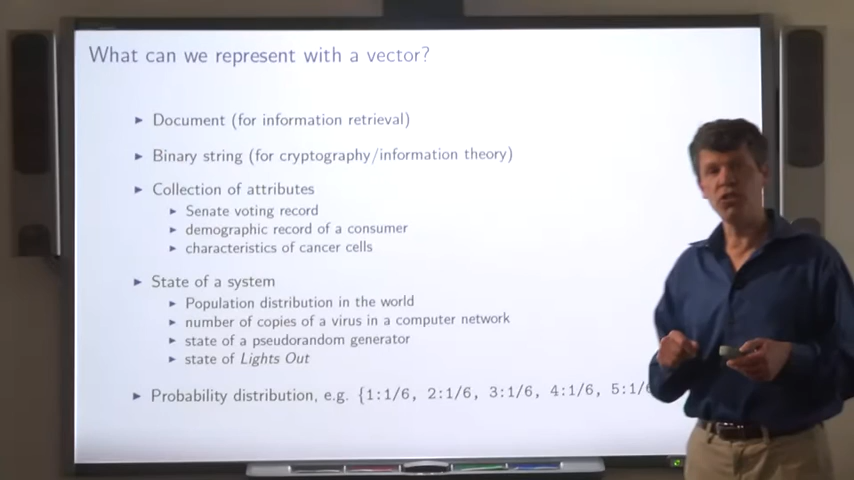 What can we represent with a vector?
▶ Document (for information retrieval)
▶ Binary string (for cryptography/information theory)
▶ Collection of attributes
▶ Senate voting record
▶ demographic record of a consumer
▶ characteristics of cancer cells
▶ State of a system
▶ Population distribution in the world
▶ number of copies of a virus in a computer network
▶ state of a pseudorandom generator
▶ state of Lights Out
▶ Probability distribution, e.g. {1:1/6, 2:1/6, 3:1/6, 4:1/6, 5:1/